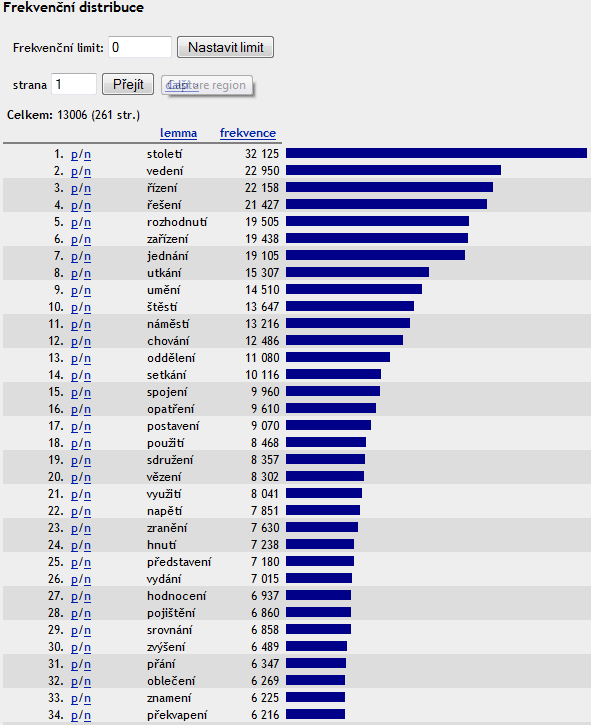 Frekvenční distribuce
Frekvenční limit: 0 Nastavit limit
strana 1 Přejít Capture region
Celkem: 13006 (261 str.)
lemma frekvence
1. p/n století 32 125
2. p/n vedení 22 950
3. p/n řízení 22 158
4. p/n řešení 21 427
5. p/n rozhodnutí 19 505
6. p/n zařízení 19 438
7. p/n jednání 19 105
8. p/n utkání 15 307
9. p/n umění 14 510
10. p/n štěstí 13 647
11. p/n náměstí 13 216
12. p/n chování 12 486
13. p/n oddělení 11 080
14. p/n setkání 10 116
15. p/n spojení 9 960
16. p/n opatření 9 610
17. p/n postavení 9 070
18. p/n použití 8 468
19. p/n sdružení 8 357
20. p/n vězení 8 302
21. p/n využití 8 041
22. p/n napětí 7 851
23. p/n zranění 7 630
24. p/n hnutí 7 238
25. p/n představení 7 180
26. p/n vydání 7 015
27. p/n hodnocení 6 937
28. p/n pojištění 6 860
29. p/n srovnání 6 858
30. p/n zvýšení 6 489
31. p/n přání 6 347
32. p/n oblečení 6 269
33. p/n znamení 6 225
34. p/n překvapení 6 216